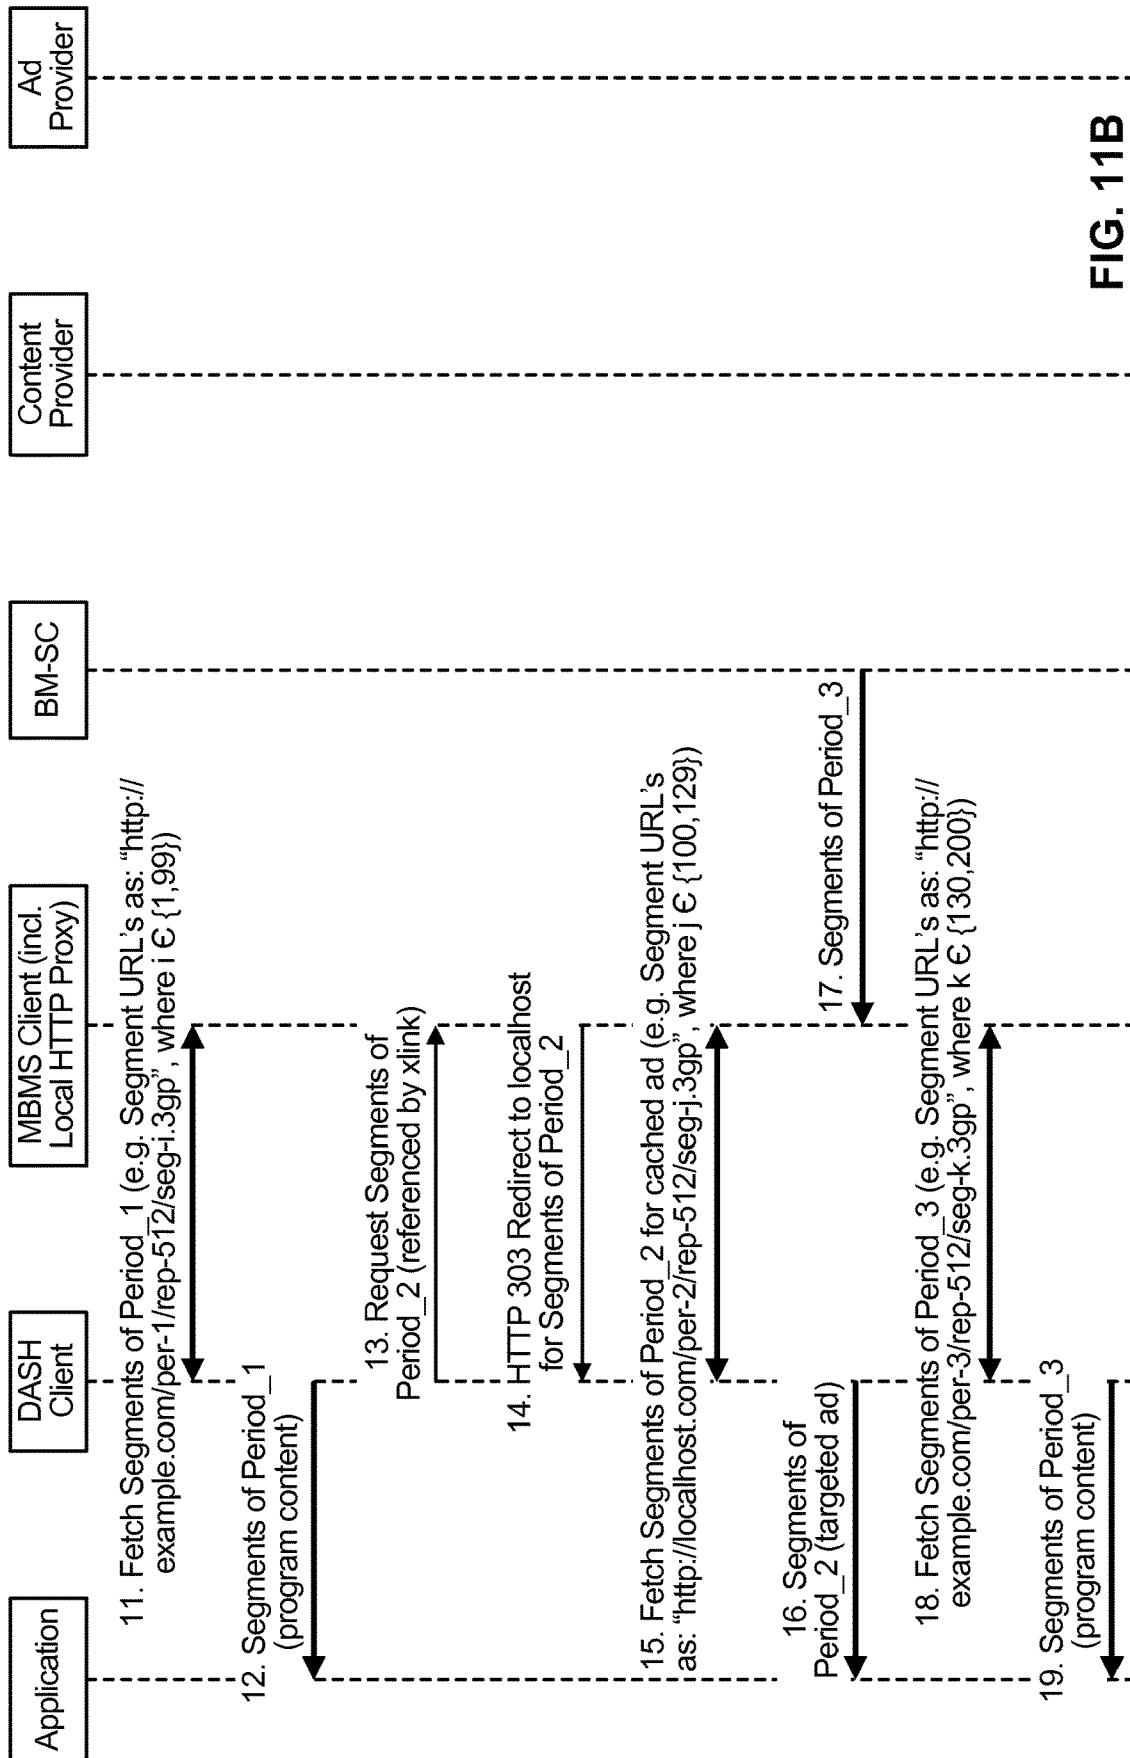 Application
DASH
Client
MBMS Client (incl.
Local HTTP Proxy)
BM-SC
Content
Provider
Ad
Provider
11. Fetch Segments of Period_1 (e.g. Segment URL's as: “http://
example.com/per-1/rep-512/seg-i.3gp”, where i Є {1,99})
12. Segments of Period_1
(program content)
13. Request Segments of
Period_2 (referenced by xlink)
14. HTTP 303 Redirect to localhost
for Segments of Period_2
15. Fetch Segments of Period_2 for cached ad (e.g. Segment URL's
as: “http://localhost.com/per-2/rep-512/seg-j.3gp”, where j Є {100,129})
16. Segments of
Period_2 (targeted ad)
17. Segments of Period_3
18. Fetch Segments of Period_3 (e.g. Segment URL's as: “http://
example.com/per-3/rep-512/seg-k.3gp”, where k Є {130,200})
19. Segments of Period_3
(program content)
FIG. 11B